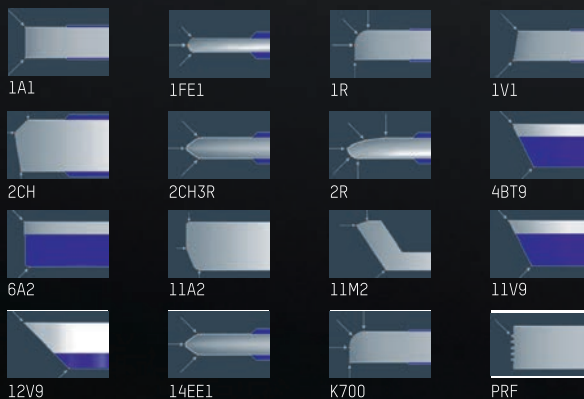 1A1 1FE1 1R 1V1
2CH 2CH3R 2R 4BT9
6A2 11A2 11M2 11V9
12V9 14EE1 K700 PRF